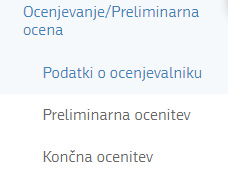 Ocenjevanje/Preliminarna
ocena
Podatki o ocenjevalniku
Preliminarna ocenitev
Končna ocenitev